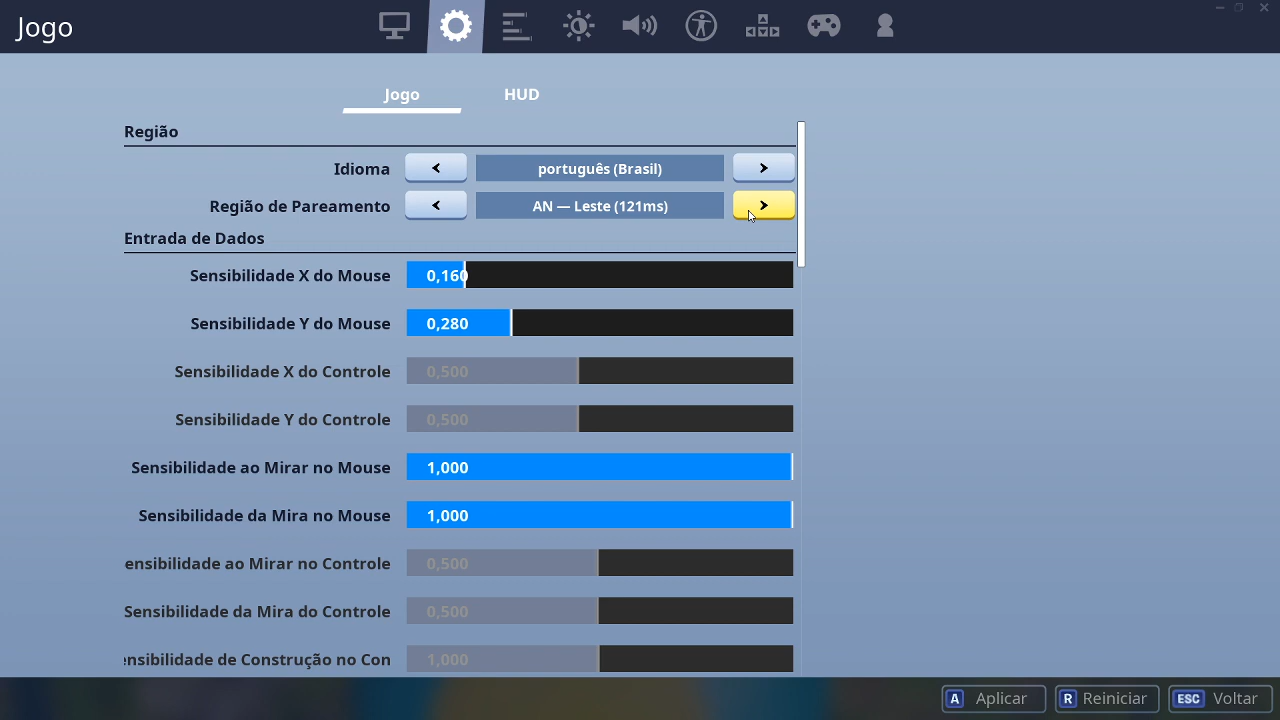 Jogo
Jogo HUD
Região
Idioma português (Brasil)
Região de Pareamento AN — Leste (121ms)
Entrada de Dados
Sensibilidade X do Mouse 0,160
Sensibilidade Y do Mouse 0,280
Sensibilidade X do Controle 0,500
Sensibilidade Y do Controle 0,500
Sensibilidade ao Mirar no Mouse 1,000
Sensibilidade da Mira no Mouse 1,000
ensibilidade ao Mirar no Controle 0,500
Sensibilidade da Mira do Controle 0,500
ensibilidade de Construção no Con 1,000
A Aplicar R Reiniciar ESC Voltar